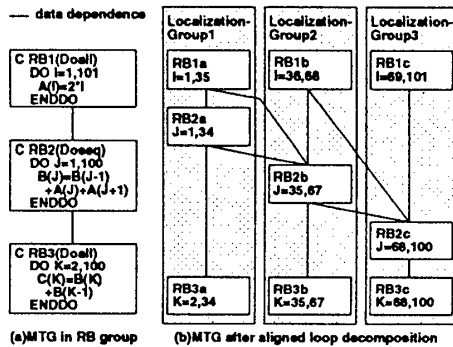 data dependence
C RB1(Doall)
DO I=1,101
A(I)=2*I
ENDDO
C RB2(Doseq)
DO J=1,100
B(J)=B(J-1)
+A(J)+A(J+1)
ENDDO
C RB3(Doall)
DO K=2,100
C(K)=B(K)
+B(K-1)
ENDDO
(a)MTG in RB group
Localization-
Group1
RB1a
I=1,35
RB2a
J=1,34
RB3a
K=2,34
Localization-
Group2
RB1b
I=36,68
RB2b
J=35,67
RB3b
K=35,67
Localization-
Group3
RB1c
I=69,101
RB2c
J=68,100
RB3c
K=68,100
(b)MTG after aligned loop decomposition